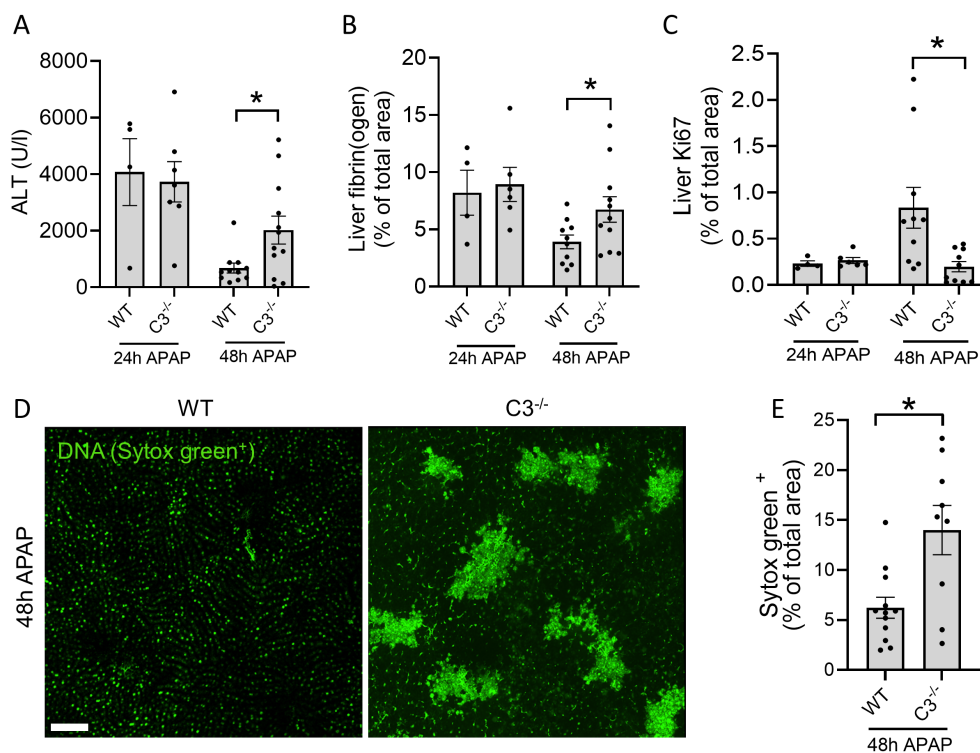 A
ALT (U/l)
8000
6000
4000
2000
0
*
WT
C3-/-
WT
C3-/-
24h APAP
48h APAP
B
Liver fibrin(ogen)
(% of total area)
20
15
10
5
0
*
WT
C3-/-
WT
C3-/-
24h APAP
48h APAP
C
Liver Ki67
(% of total area)
2.5
2.0
1.5
1.0
0.5
0.0
*
WT
C3-/-
WT
C3-/-
24h APAP
48h APAP
D
WT
C3-/-
DNA (Sytox green+)
48h APAP
E
Sytox green +
(% of total area)
25
20
15
10
5
0
*
WT
C3-/-
48h APAP